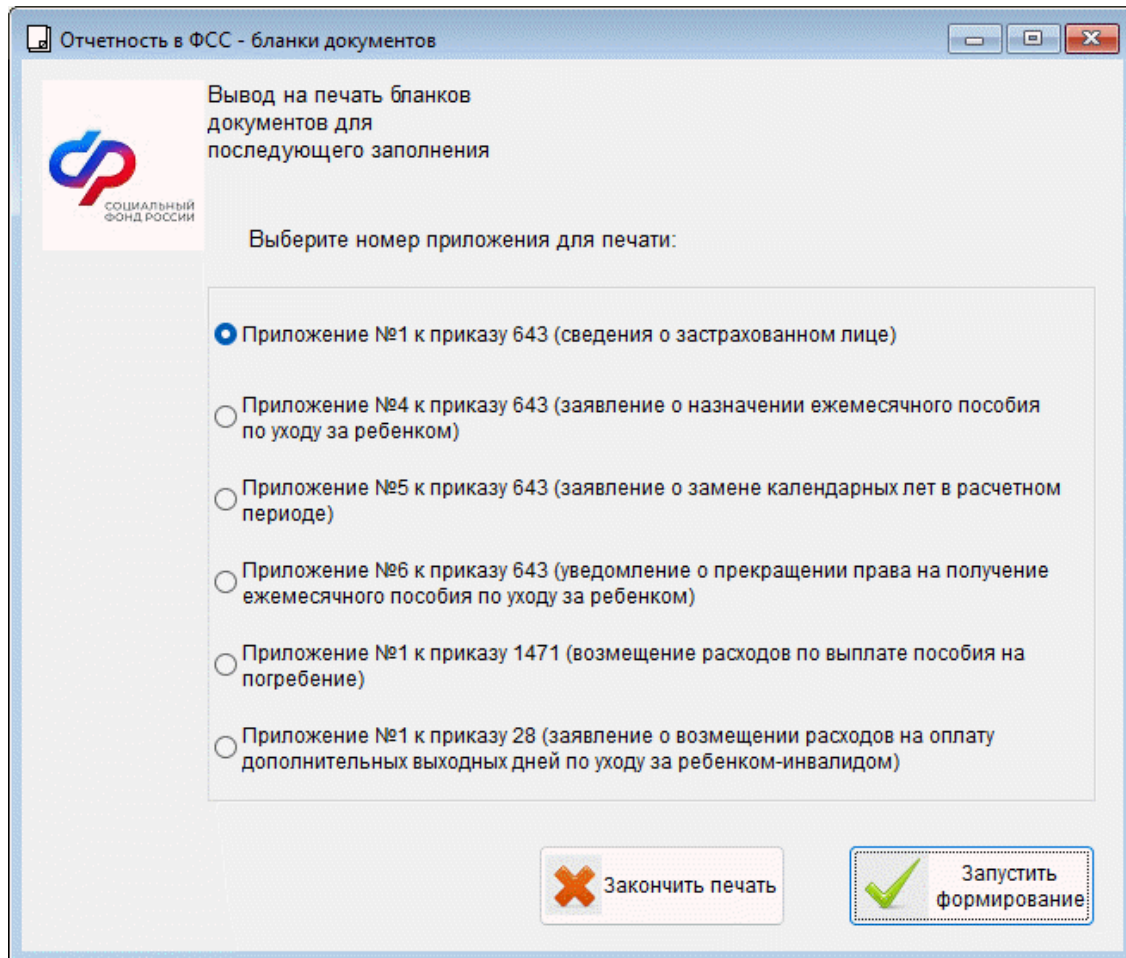 Отчетность в ФСС - бланки документов
Вывод на печать бланков
документов для
последующего заполнения
СОЦИАЛЬНЫЙ
ФОНД РОССИИ
Выберите номер приложения для печати:
Приложение №1 к приказу 643 (сведения о застрахованном лице)
Приложение №4 к приказу 643 (заявление о назначении ежемесячного пособия
по уходу за ребенком)
Приложение №5 к приказу 643 (заявление о замене календарных лет в расчетном
периоде)
Приложение №6 к приказу 643 (уведомление о прекращении права на получение
ежемесячного пособия по уходу за ребенком)
Приложение №1 к приказу 1471 (возмещение расходов по выплате пособия на
погребение)
Приложение №1 к приказу 28 (заявление о возмещении расходов на оплату
дополнительных выходных дней по уходу за ребенком-инвалидом)
Закончить печать
Запустить
формирование